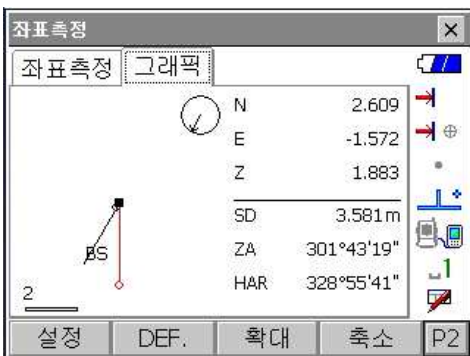 좌표측정
좌표측정 그래픽
N 2.609
E -1.572
Z 1.883
SD 3.581m
ZA 301°43'19"
HAR 328°55'41"
BS
2
1
설정 DEF. 확대 축소 P2